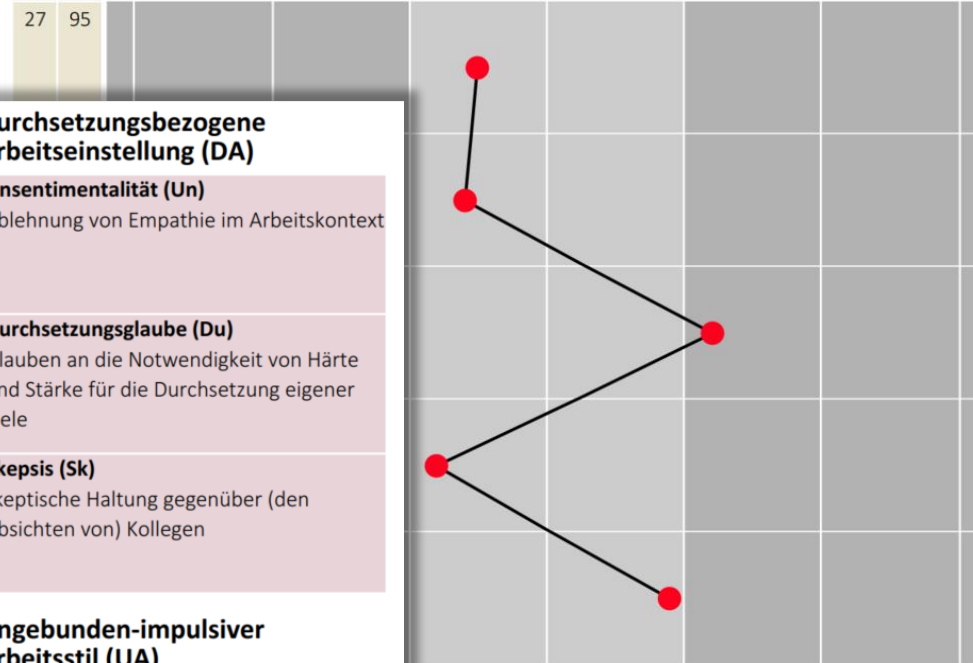 27 95
urchsetzungsbezogene
rbeitseinstellung (DA)
nsentimentalität (Un)
blehnung von Empathie im Arbeitskontext
urchsetzungsglaube (Du)
lauben an die Notwendigkeit von Härte
nd Stärke für die Durchsetzung eigener
ele
kepsis (Sk)
keptische Haltung gegenüber (den
bsichten von) Kollegen
ngebunden-impulsiver
rbeitsstil (UA)